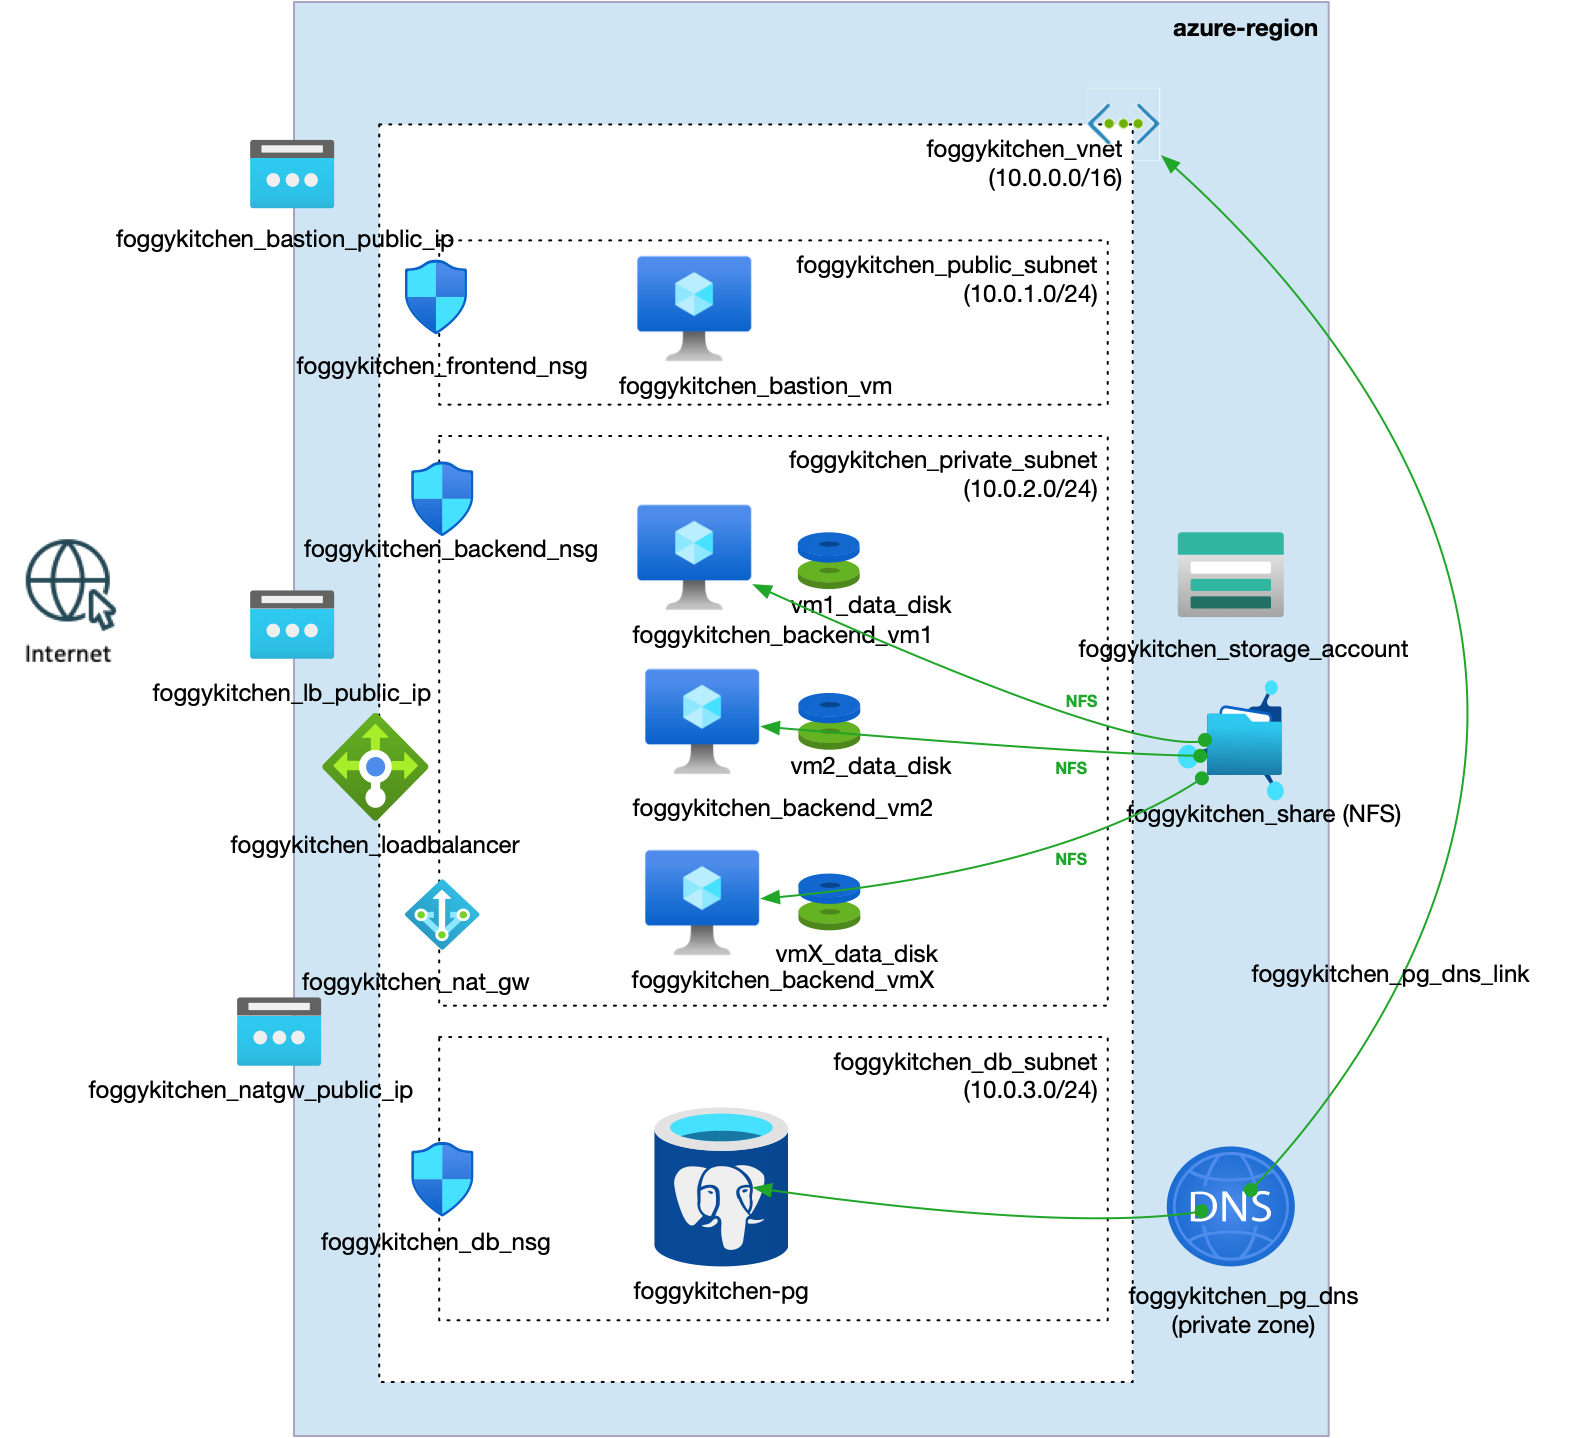 azure-region
foggykitchen_vnet
(10.0.0.0/16)
foggykitchen_bastion_public_ip
foggykitchen_public_subnet
(10.0.1.0/24)
foggykitchen_frontend_nsg
foggykitchen_bastion_vm
foggykitchen_private_subnet
(10.0.2.0/24)
foggykitchen_backend_nsg
vm1_data_disk
foggykitchen_backend_vm1
Internet
foggykitchen_storage_account
foggykitchen_lb_public_ip
NFS
NFS
vm2_data_disk
foggykitchen_backend_vm2
foggykitchen_share (NFS)
foggykitchen_loadbalancer
NFS
vmX_data_disk
foggykitchen_backend_vmX
foggykitchen_nat_gw
foggykitchen_pg_dns_link
foggykitchen_natgw_public_ip
foggykitchen_db_subnet
(10.0.3.0/24)
DNS
foggykitchen_db_nsg
foggykitchen-pg
foggykitchen_pg_dns
(private zone)